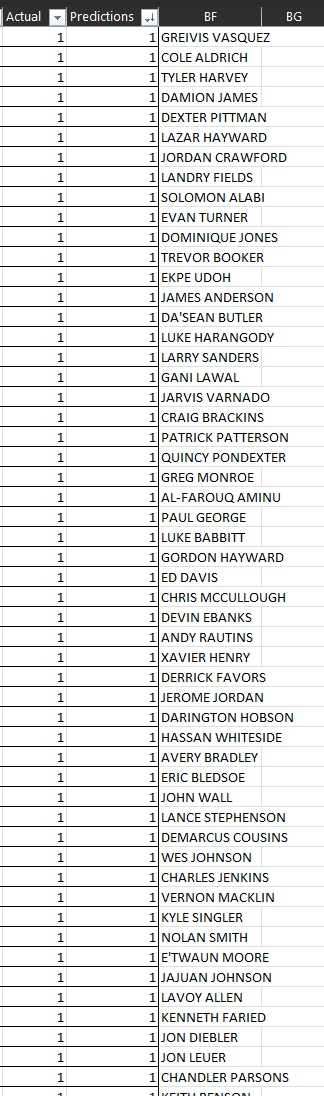 Actual Predictions BF BG
1 1 GREIVIS VASQUEZ
1 1 COLE ALDRICH
1 1 TYLER HARVEY
1 1 DAMION JAMES
1 1 DEXTER PITTMAN
1 1 LAZAR HAYWARD
1 1 JORDAN CRAWFORD
1 1 LANDRY FIELDS
1 1 SOLOMON ALABI
1 1 EVAN TURNER
1 1 DOMINIQUE JONES
1 1 TREVOR BOOKER
1 1 EKPE UDOH
1 1 JAMES ANDERSON
1 1 DA'SEAN BUTLER
1 1 LUKE HARANGODY
1 1 LARRY SANDERS
1 1 GANI LAWAL
1 1 JARVIS VARNADO
1 1 CRAIG BRACKINS
1 1 PATRICK PATTERSON
1 1 QUINCY PONDEXTER
1 1 GREG MONROE
1 1 AL-FAROUQ AMINU
1 1 PAUL GEORGE
1 1 LUKE BABBITT
1 1 GORDON HAYWARD
1 1 ED DAVIS
1 1 CHRIS MCCULLOUGH
1 1 DEVIN EBANKS
1 1 ANDY RAUTINS
1 1 XAVIER HENRY
1 1 DERRICK FAVORS
1 1 JEROME JORDAN
1 1 DARINGTON HOBSON
1 1 HASSAN WHITESIDE
1 1 AVERY BRADLEY
1 1 ERIC BLEDSOE
1 1 JOHN WALL
1 1 LANCE STEPHENSON
1 1 DEMARCUS COUSINS
1 1 WES JOHNSON
1 1 CHARLES JENKINS
1 1 VERNON MACKLIN
1 1 KYLE SINGLER
1 1 NOLAN SMITH
1 1 E'TWAUN MOORE
1 1 JAJUAN JOHNSON
1 1 LAVOY ALLEN
1 1 KENNETH FARIED
1 1 JON DIEBLER
1 1 JON LEUER
1 1 CHANDLER PARSONS
KEITH BENSON